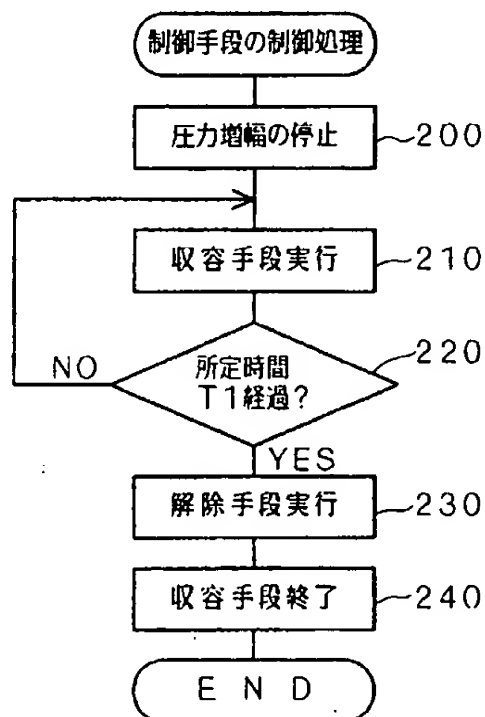 制御手段の制御処理
圧力増幅の停止
200
収容手段実行
210
所定時間
T1経過?
220
NO
YES
解除手段実行
230
収容手段終了
240
END